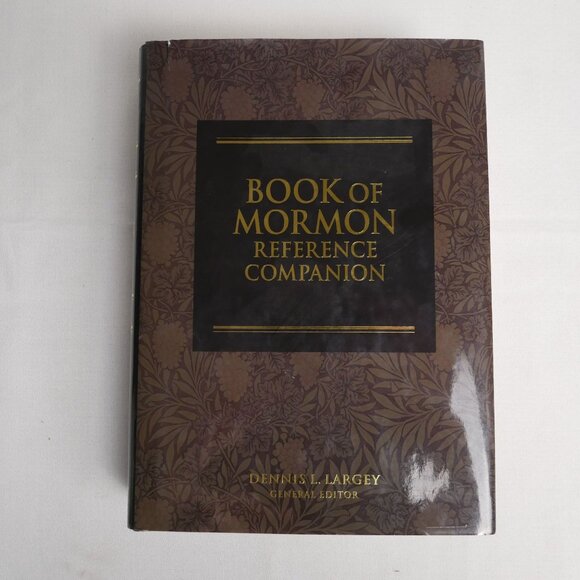 BOOK OF
MORMON
REFERENCE
COMPANION
DENNIS L. LARGEY
GENERAL EDITOR